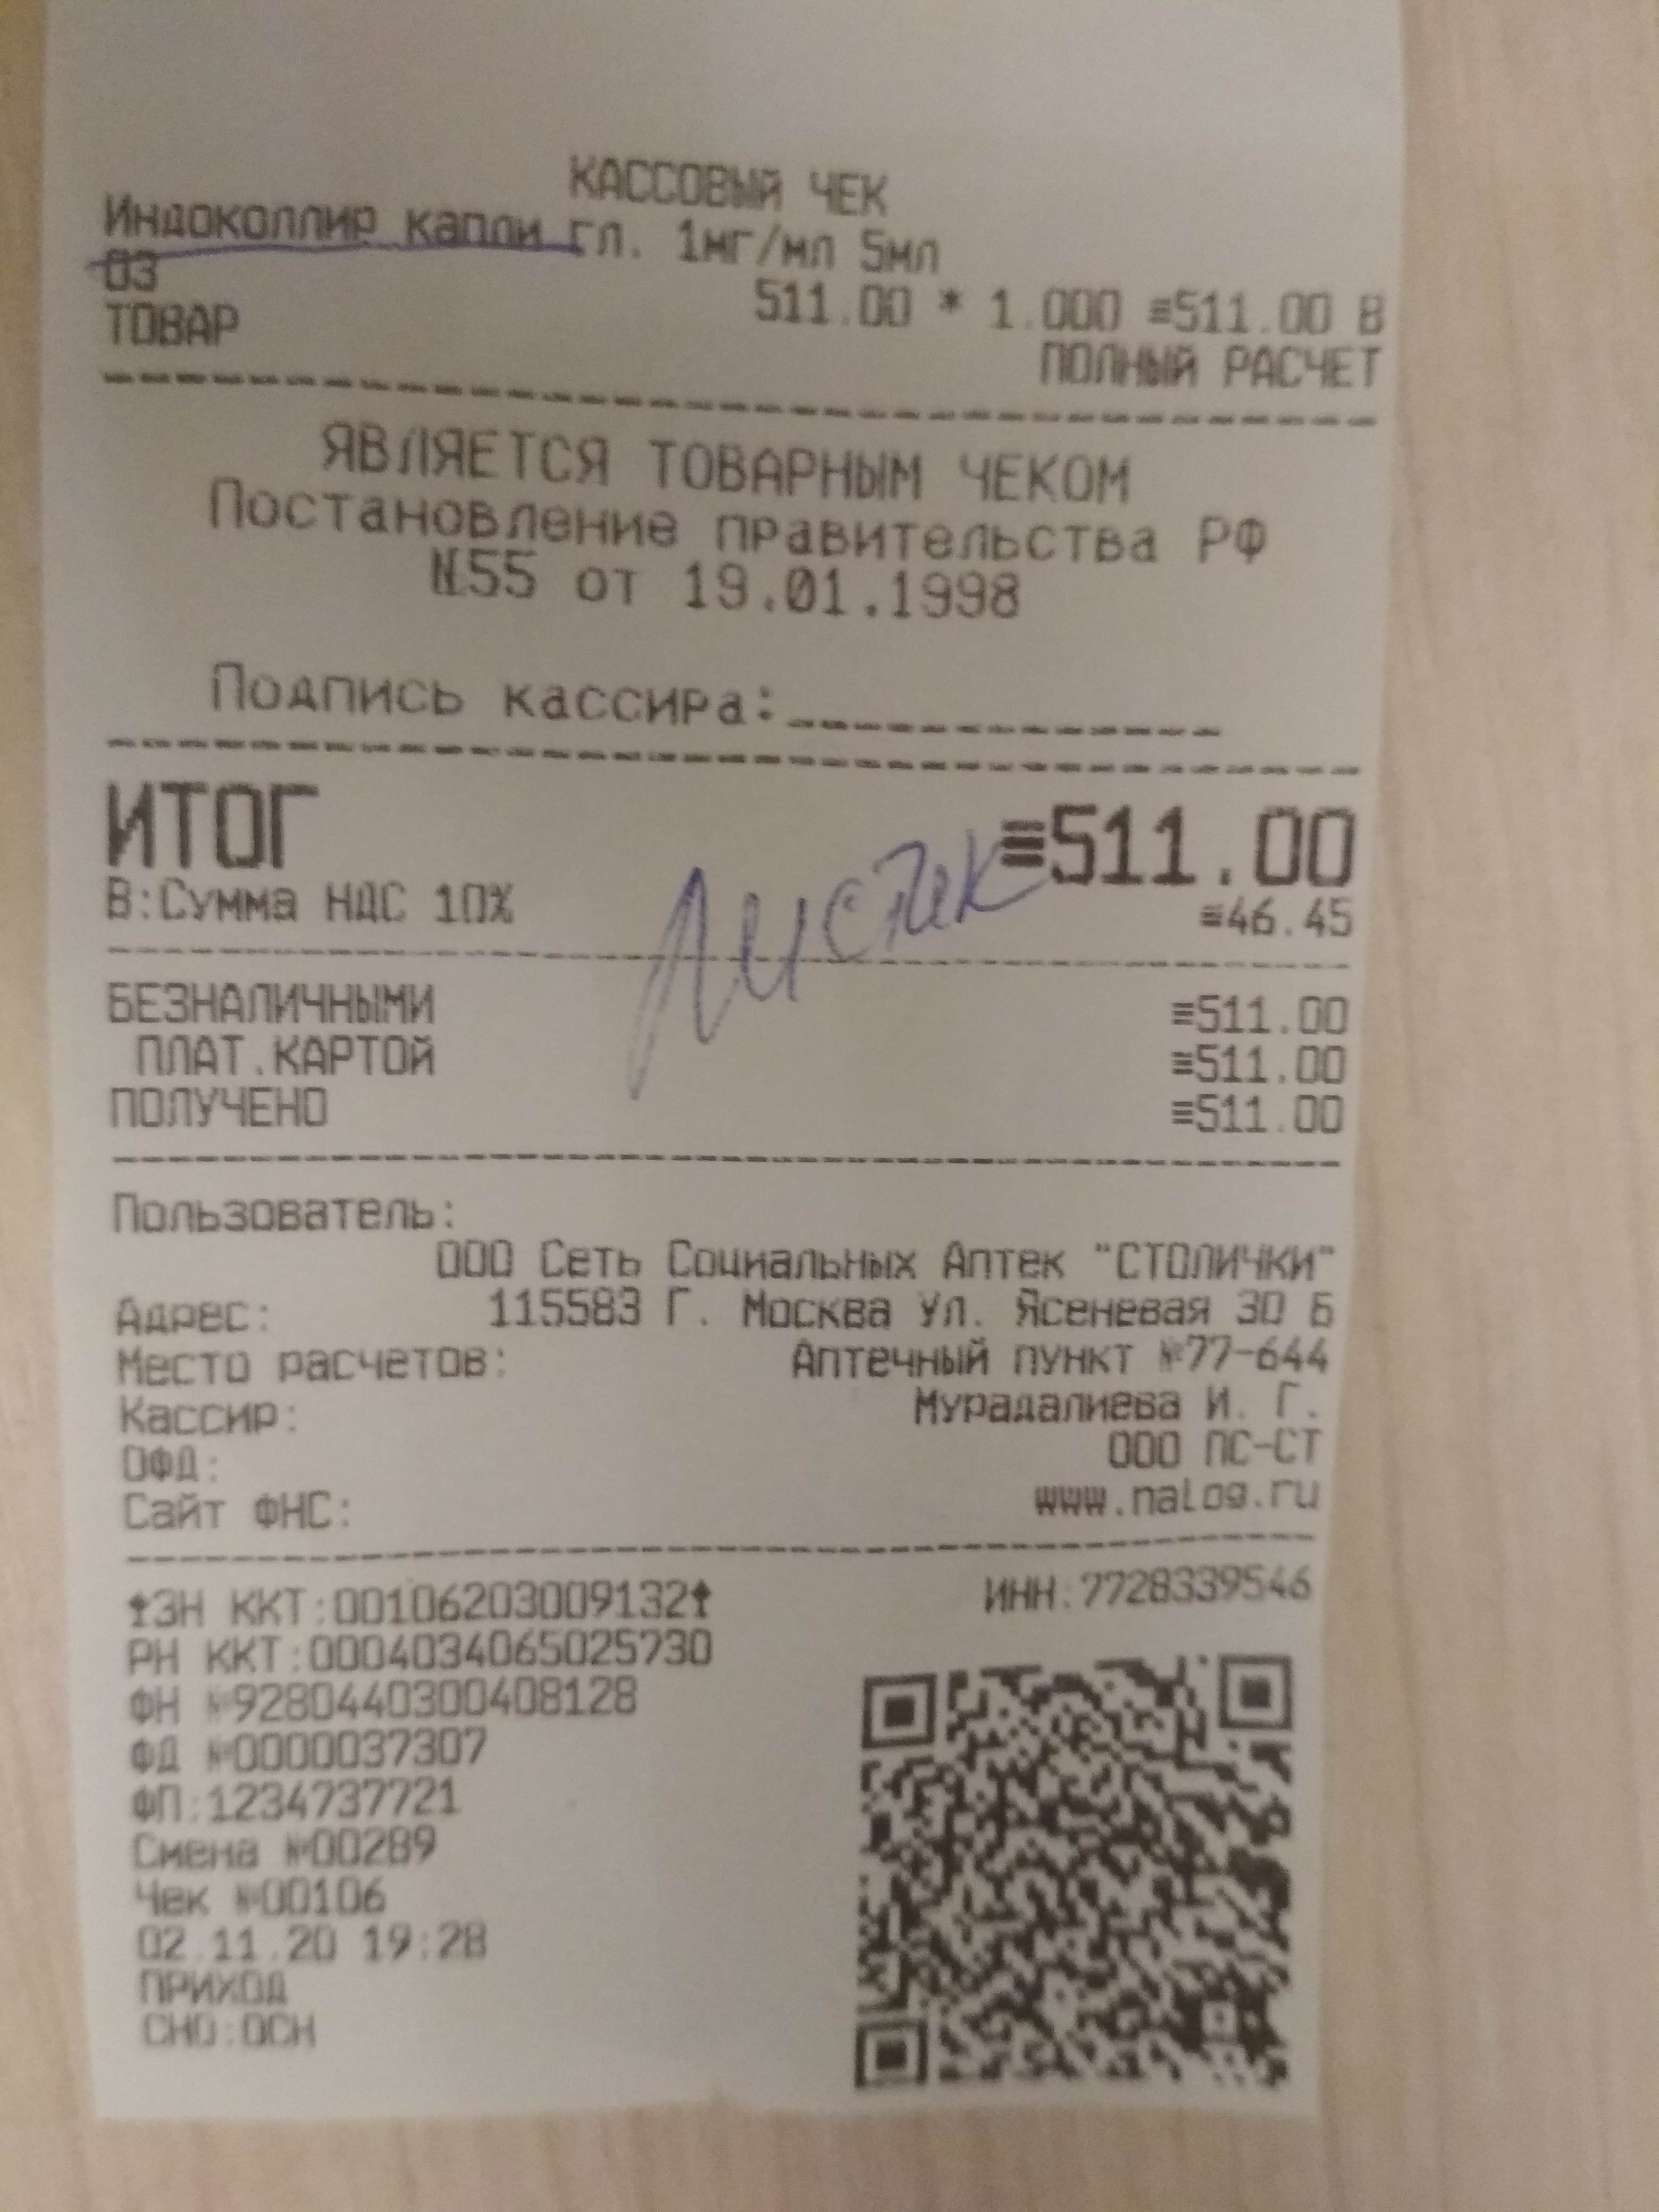 КАССОВЫЙ ЧЕК
Индоколлир капли гл. 1мг/мл 5мл
03
511.00 * 1.000 ≡511.00 В
ТОВАР
ПОЛНЫЙ РАСЧЕТ
ЯВЛЯЕТСЯ ТОВАРНЫМ ЧЕКОМ
Постановление правительства РФ
№55 от 19.01.1998
Подпись кассира:
ИТОГ ≡511.00
В:Сумма НДС 10% ≡46.45
Листек
БЕЗНАЛИЧНЫМИ ≡511.00
ПЛАТ.КАРТОЙ ≡511.00
ПОЛУЧЕНО ≡511.00
Пользователь:
ООО Сеть Социальных Аптек "СТОЛИЧКИ"
Адрес: 115583 Г. Москва Ул. Ясеневая 30 Б
Место расчетов: Аптечный пункт №77-644
Кассир: Мурадалиева И. Г.
ОФД: ООО ПС-СТ
Сайт ФНС: www.nalog.ru
ЗН ККТ:00106203009132 ИНН:7728339546
РН ККТ:0004034065025730
ФН №9280440300408128
ФД №0000037307
ФП:1234737721
Смена №00289
Чек №00106
02.11.20 19:28
ПРИХОД
СНО:ОСН